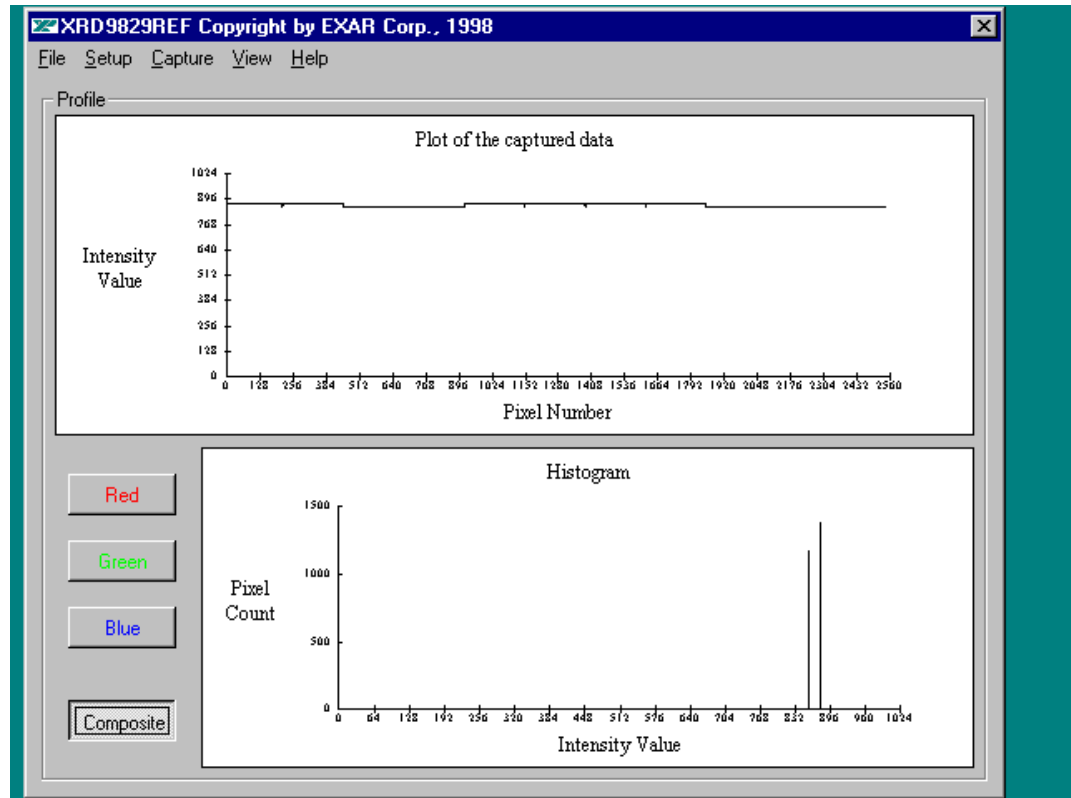 XRD9829REF Copyright by EXAR Corp., 1998
File Setup Capture View Help
Profile
Plot of the captured data
Intensity
Value
1024
896
768
640
512
384
256
128
0
0 128 256 384 512 640 768 896 1024 1152 1280 1408 1536 1664 1792 1920 2048 2176 2304 2432 2560
Pixel Number
Red
Green
Blue
Composite
Histogram
Pixel
Count
1500
1000
500
0
0 64 128 192 256 320 384 448 512 576 640 704 768 832 896 960 1024
Intensity Value